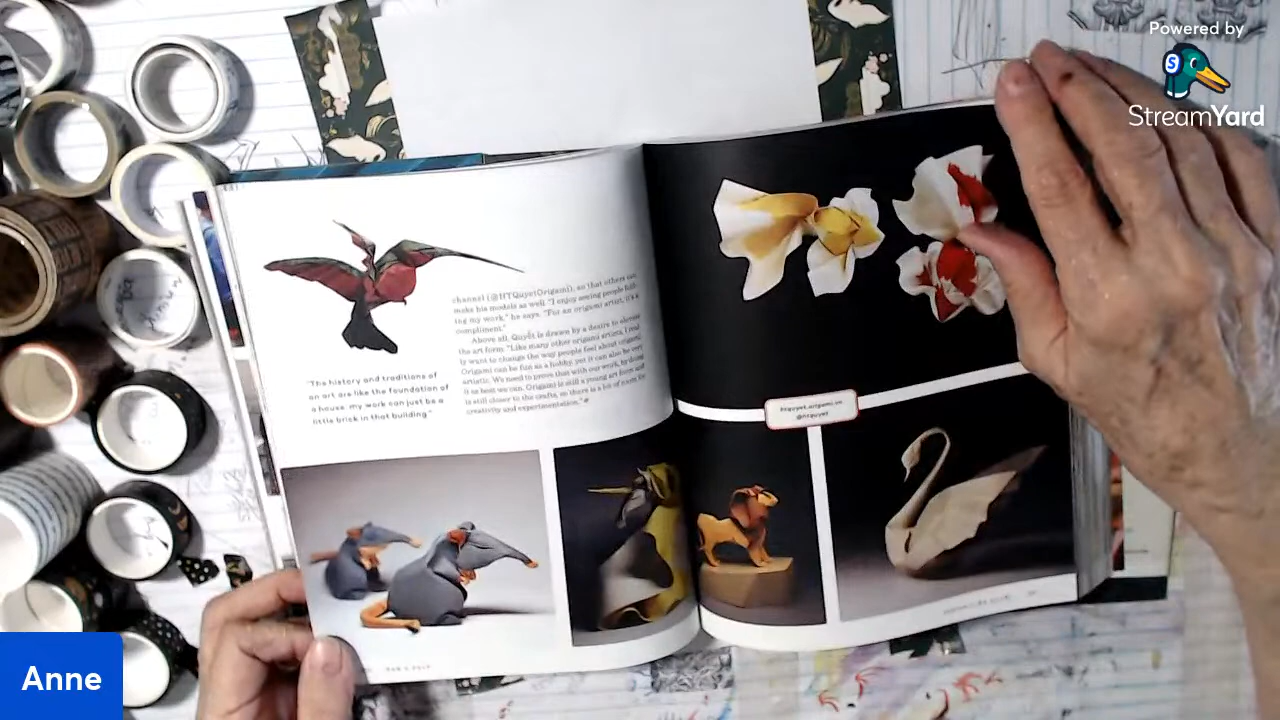 Powered by
StreamYard
channel (@HTQuyetOrigami), so that others can
make his models as well. "I enjoy seeing people fold-
ing my work," he says. "For an origami artist, it's a
compliment."
Above all, Quyết is drawn by a desire to elevate
the art form. "Like many other origami artists, I real-
ly want to change the way people feel about origami.
Origami can be fun as a hobby, yet it can also be very
artistic. We need to prove that with our work, by doing
it as best we can. Origami is still a young art form and
is still closer to the crafts, so there is a lot of room for
creativity and experimentation."
"The history and traditions of
an art are like the foundation of
a house: my work can just be a
little brick in that building."
htquyet.origami.vn
@htquyet
Anne